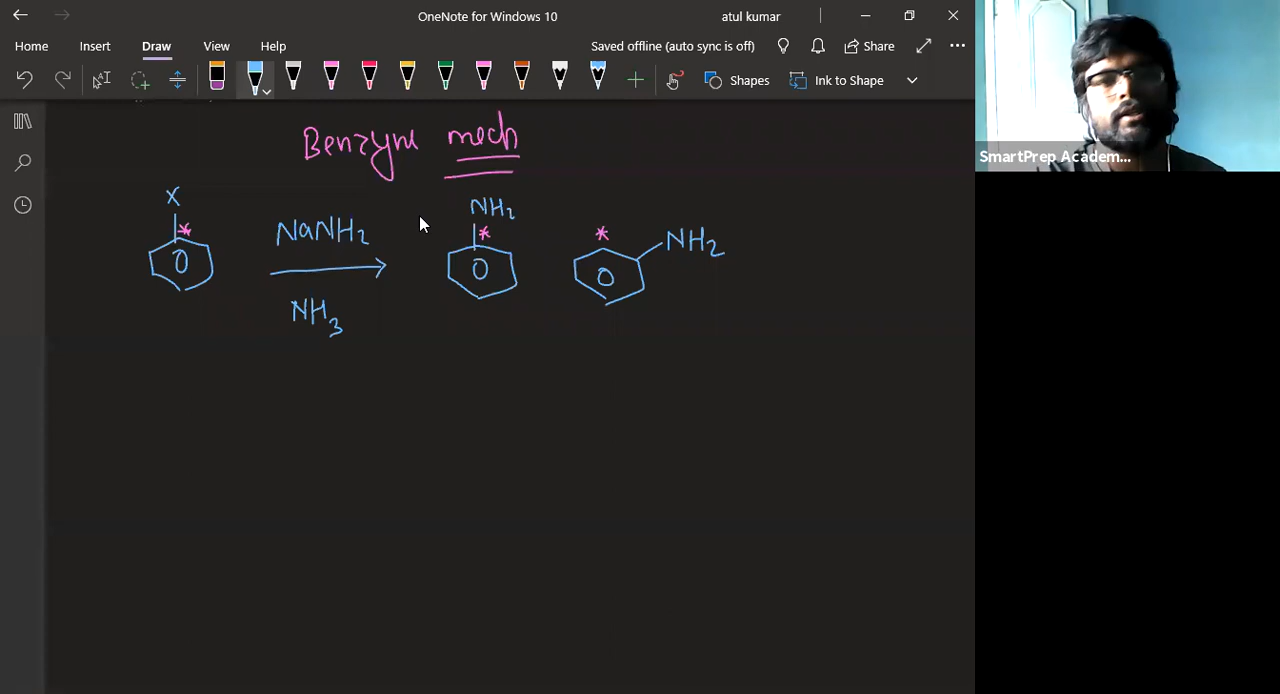 OneNote for Windows 10
atul kumar
Home Insert Draw View Help
Saved offline (auto sync is off)
Share
Shapes
Ink to Shape
SmartPrep Academ...
Benzyne mech
X
*
NaNH2
NH3
NH2
*
*
NH2